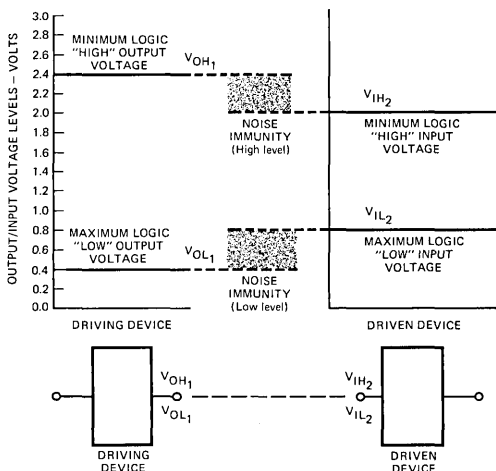 OUTPUT/INPUT VOLTAGE LEVELS – VOLTS
3.0
2.8
2.6
2.4
2.2
2.0
1.8
1.6
1.4
1.2
1.0
0.8
0.6
0.4
0.2
0.0
MINIMUM LOGIC
"HIGH" OUTPUT
VOLTAGE
VOH1
NOISE
IMMUNITY
(High level)
VIH2
MINIMUM LOGIC
"HIGH" INPUT
VOLTAGE
MAXIMUM LOGIC
"LOW" OUTPUT
VOLTAGE
VOL1
NOISE
IMMUNITY
(Low level)
VIL2
MAXIMUM LOGIC
"LOW" INPUT
VOLTAGE
DRIVING DEVICE
DRIVEN DEVICE
VOH1
VOL1
DRIVING
DEVICE
VIH2
VIL2
DRIVEN
DEVICE